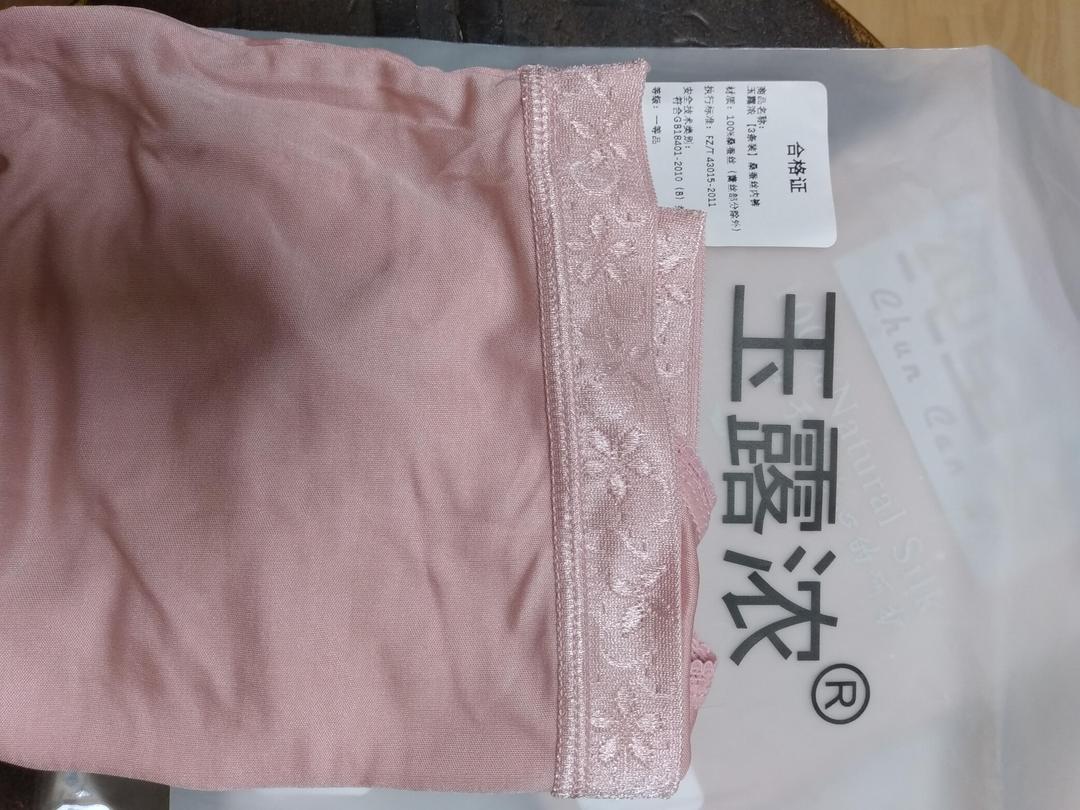 合格证
商品名称：
玉露浓 【3条装】桑蚕丝内裤
材质：100%桑蚕丝（蕾丝部分除外）
执行标准：FZ/T 43015-2011
安全技术类别：
符合GB18401-2010（B）
等级：一等品
玉露浓®
Natural Silk
Chun Can